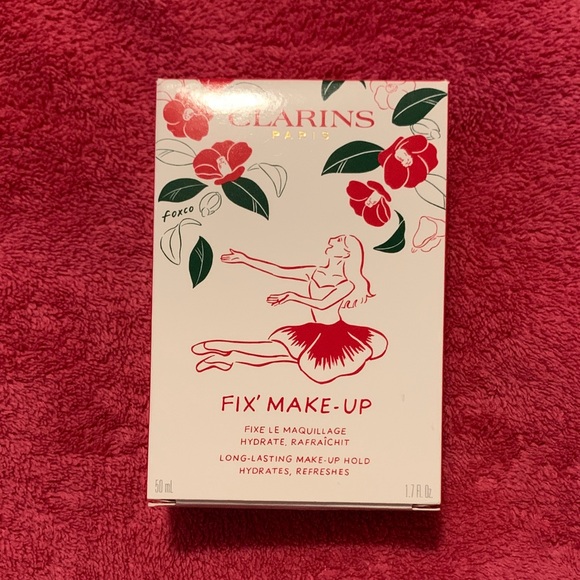 CLARINS
PARIS
foxco
FIX' MAKE-UP
FIXE LE MAQUILLAGE
HYDRATE, RAFRAÎCHIT
LONG-LASTING MAKE-UP HOLD
HYDRATES, REFRESHES
50 mL 1.7 Fl. Oz